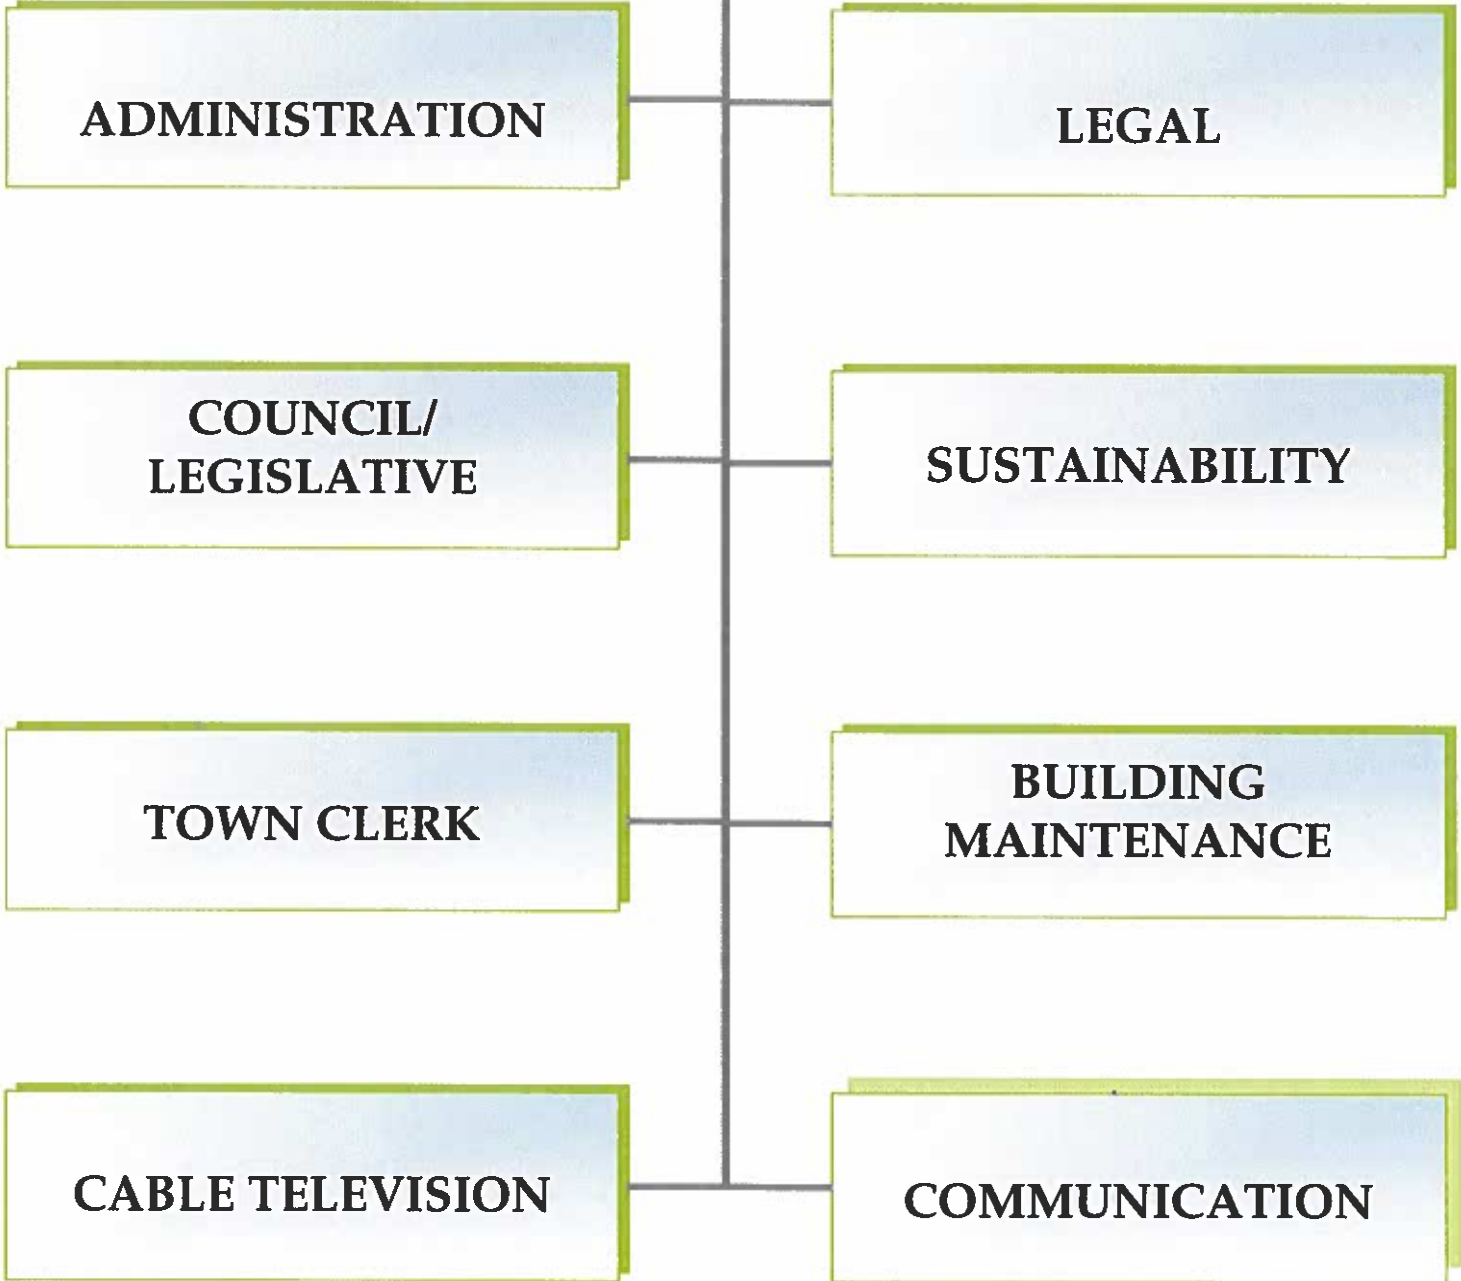 ADMINISTRATION
LEGAL
COUNCIL/
LEGISLATIVE
SUSTAINABILITY
TOWN CLERK
BUILDING
MAINTENANCE
CABLE TELEVISION
COMMUNICATION